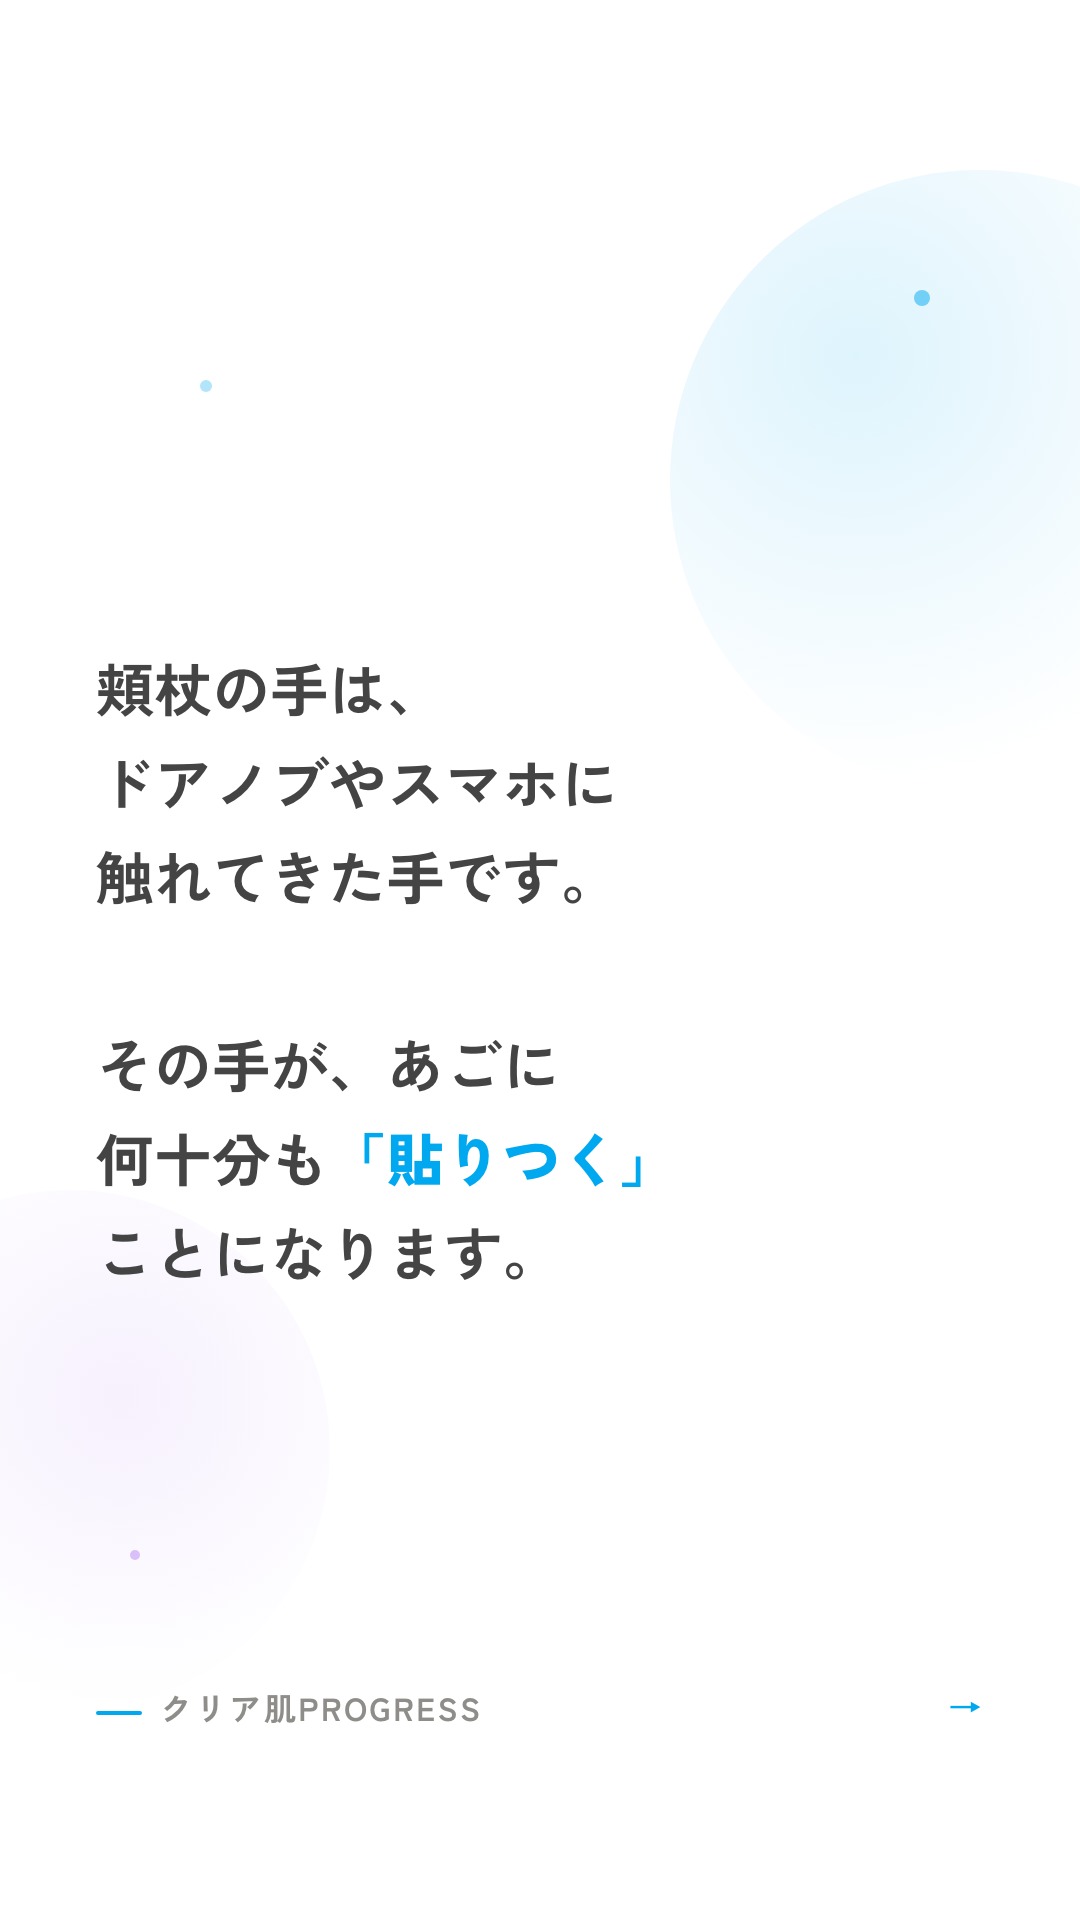 頬杖の手は、
ドアノブやスマホに
触れてきた手です。
その手が、あごに
何十分も「貼りつく」
ことになります。
クリア肌PROGRESS
→